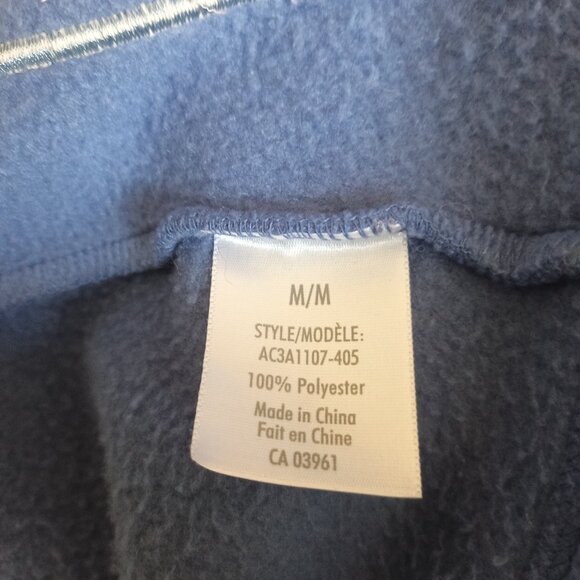 M/M
STYLE/MODÈLE:
AC3A1107-405
100% Polyester
Made in China
Fait en Chine
CA 03961